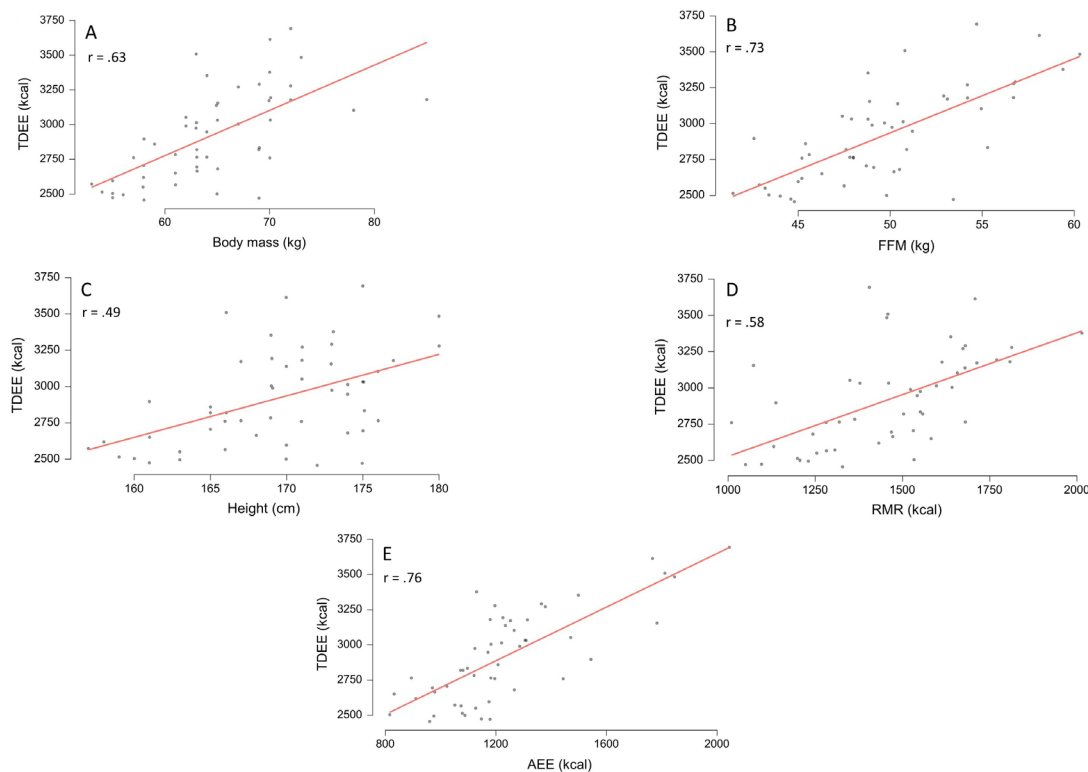 A
r = .63
TDEE (kcal)
3750
3500
3250
3000
2750
2500
60
70
80
Body mass (kg)
B
r = .73
TDEE (kcal)
3750
3500
3250
3000
2750
2500
45
50
55
60
FFM (kg)
C
r = .49
TDEE (kcal)
3750
3500
3250
3000
2750
2500
160
165
170
175
180
Height (cm)
D
r = .58
TDEE (kcal)
3750
3500
3250
3000
2750
2500
1000
1250
1500
1750
2000
RMR (kcal)
E
r = .76
TDEE (kcal)
3750
3500
3250
3000
2750
2500
800
1200
1600
2000
AEE (kcal)